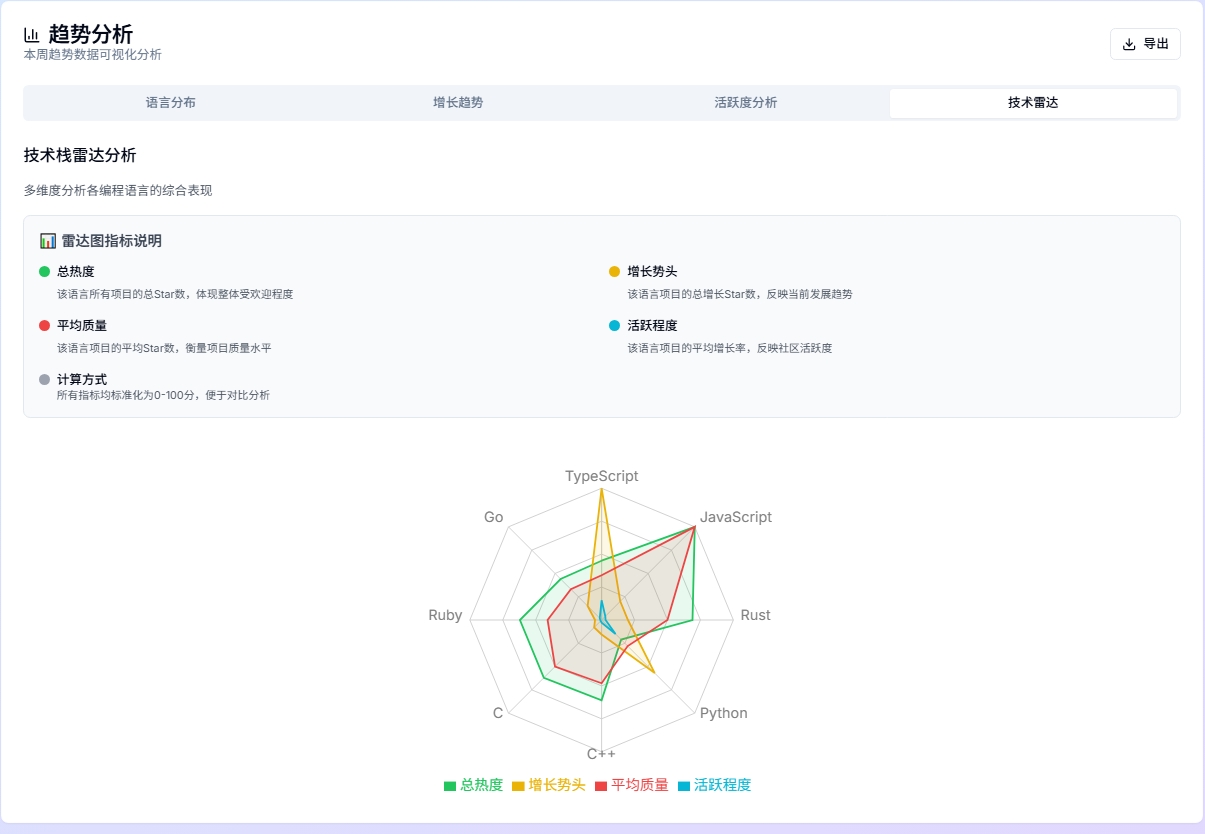 趋势分析
本周趋势数据可视化分析
导出
语言分布
增长趋势
活跃度分析
技术雷达
技术栈雷达分析
多维度分析各编程语言的综合表现
雷达图指标说明
总热度
该语言所有项目的总Star数，体现整体受欢迎程度
增长势头
该语言项目的总增长Star数，反映当前发展趋势
平均质量
该语言项目的平均Star数，衡量项目质量水平
活跃程度
该语言项目的平均增长率，反映社区活跃度
计算方式
所有指标均标准化为0-100分，便于对比分析
TypeScript
JavaScript
Rust
Python
C++
C
Ruby
Go
总热度
增长势头
平均质量
活跃程度